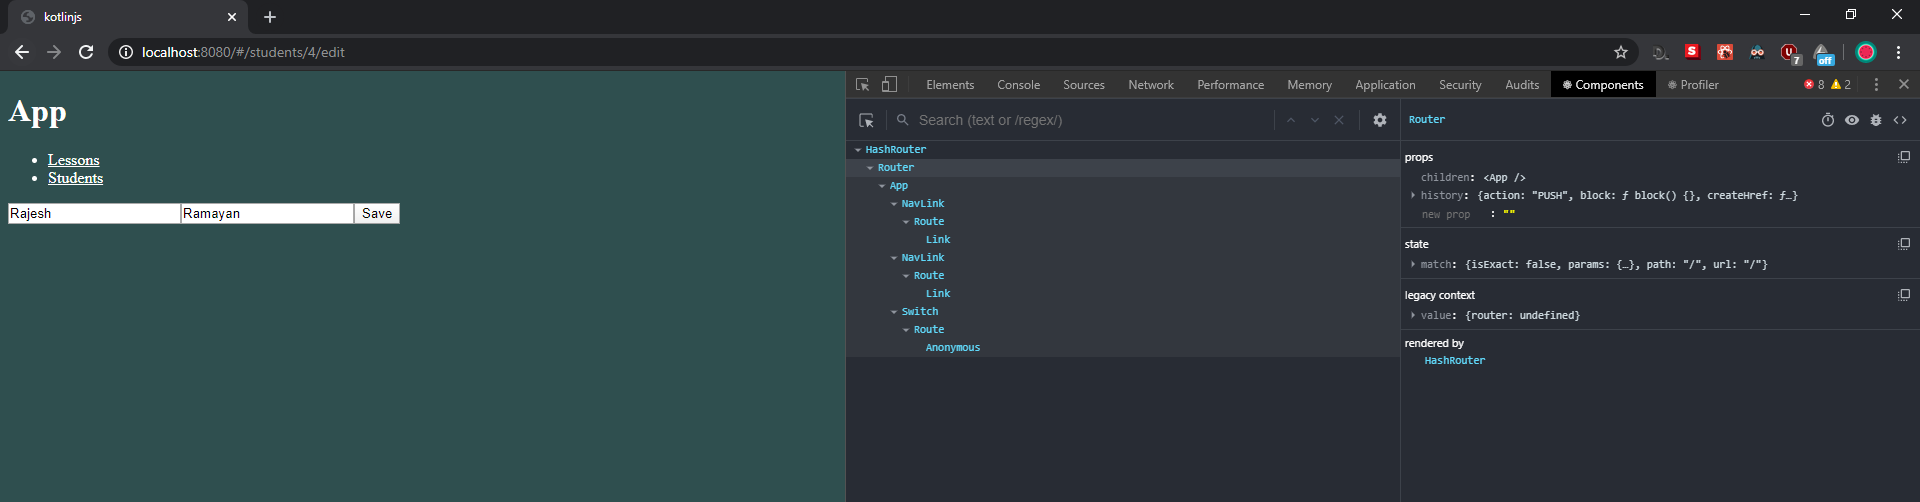 kotlinjs
localhost:8080/#/students/4/edit
S
U
7
off
App
Lessons
Students
Rajesh
Ramayan
Save
Elements Console Sources Network Performance Memory Application Security Audits Components Profiler 8 2
Search (text or /regex/)
HashRouter
Router
App
NavLink
Route
Link
NavLink
Route
Link
Switch
Route
Anonymous
Router
props
children: <App />
history: {action: "PUSH", block: ƒ block() {}, createHref: ƒ…}
new prop : ""
state
match: {isExact: false, params: {…}, path: "/", url: "/"}
legacy context
value: {router: undefined}
rendered by
HashRouter